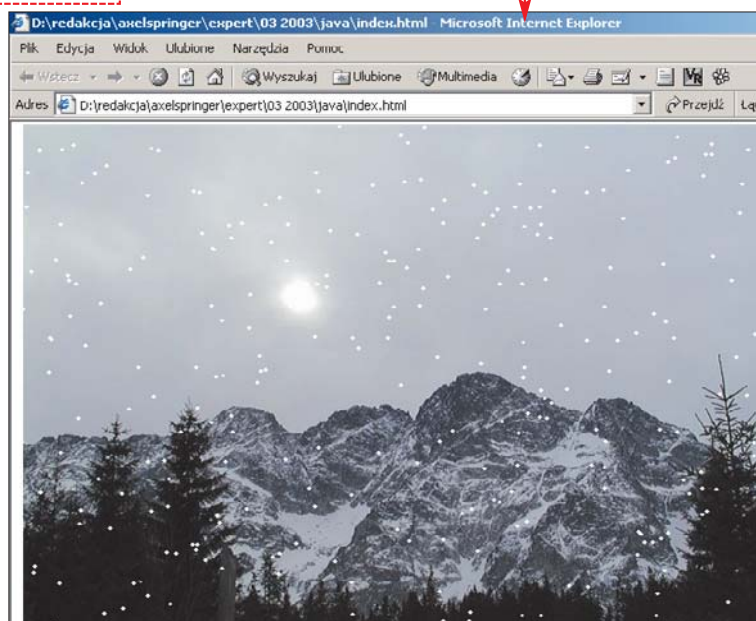 D:\redakcja\axelspringer\expert\03 2003\java\index.html - Microsoft Internet Explorer
Plik Edycja Widok Ulubione Narzędzia Pomoc
Wstecz Wyszukaj Ulubione Multimedia
Adres D:\redakcja\axelspringer\expert\03 2003\java\index.html Przejdź